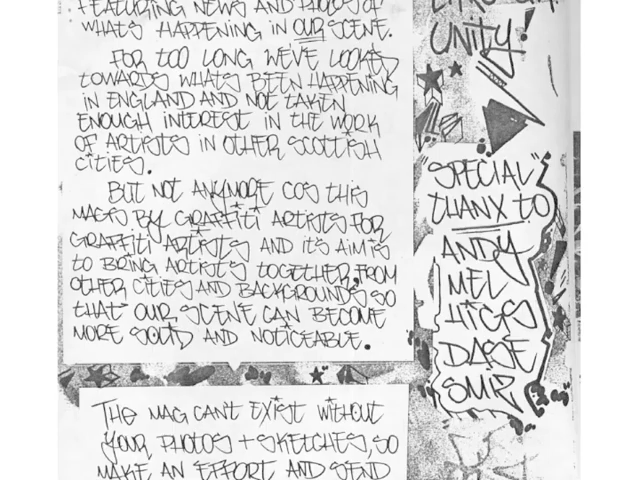 FEATURING NEWS AND PHOTOS OF
WHATS HAPPENING IN OUR SCENE.
FOR TOO LONG WE'VE LOOKED
TOWARDS WHATS BEEN HAPPENING
IN ENGLAND AND NOT TAKEN
ENOUGH INTEREST IN THE WORK
OF ARTISTS IN OTHER SCOTTISH
CITIES.
BUT NOT ANYMORE COS THIS
MAGS BY GRAFFITI ARTISTS FOR
GRAFFITI ARTISTS AND ITS AIM IS
TO BRING ARTISTS TOGETHER, FROM
OTHER CITIES AND BACKGROUNDS SO
THAT OUR SCENE CAN BECOME
MORE SOLID AND NOTICEABLE.
THE MAG CAN'T EXIST WITHOUT
YOUR PHOTOS + SKETCHES, SO
MAKE AN EFFORT AND SEND
UNITY!
"SPECIAL"
THANX TO
ANDY
MEL
HIGS
DASE